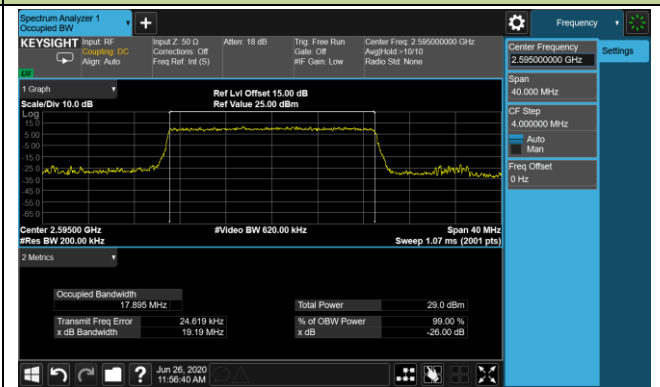 Spectrum Analyzer 1
Occupied BW
+
Frequency
KEYSIGHT
Input: RF
Coupling: DC
Align: Auto
Input Z: 50 Ω
Corrections: Off
Freq Ref: Int (S)
Atten: 18 dB
Trig: Free Run
Gate: Off
#IF Gain: Low
Center Freq: 2.595000000 GHz
Avg|Hold:>10/10
Radio Std: None
Center Frequency
2.595000000 GHz
Settings
Span
40.000 MHz
CF Step
4.000000 MHz
Auto
Man
Freq Offset
0 Hz
1 Graph
Scale/Div 10.0 dB
Ref Lvl Offset 15.00 dB
Ref Value 25.00 dBm
Log
15.0
5.00
-5.00
-15.0
-25.0
-35.0
-45.0
-55.0
-65.0
Center 2.59500 GHz
#Video BW 620.00 kHz
Span 40 MHz
#Res BW 200.00 kHz
Sweep 1.07 ms (2001 pts)
2 Metrics
Occupied Bandwidth
17.895 MHz
Total Power 29.0 dBm
Transmit Freq Error 24.619 kHz
% of OBW Power 99.00 %
x dB Bandwidth 19.19 MHz
x dB -26.00 dB
?
Jun 26, 2020
11:56:40 AM